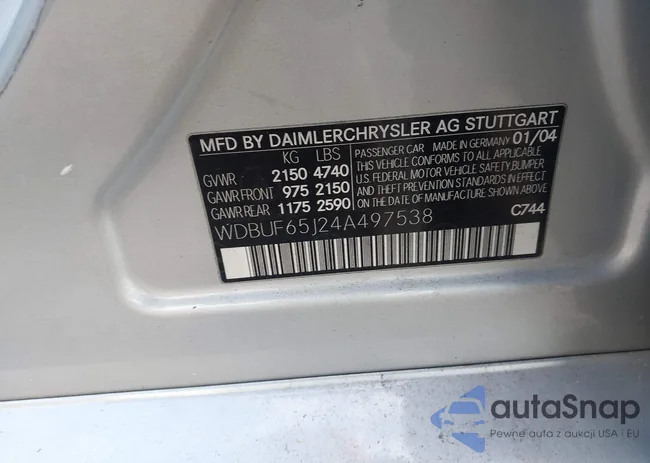 MFD BY DAIMLERCHRYSLER AG STUTTGART
KG LBS
GVWR 2150 4740
GAWR FRONT 975 2150
GAWR REAR 1175 2590
PASSENGER CAR MADE IN GERMANY 01/04
THIS VEHICLE CONFORMS TO ALL APPLICABLE
U.S. FEDERAL MOTOR VEHICLE SAFETY,BUMPER
AND THEFT PREVENTION STANDARDS IN EFFECT
ON THE DATE OF MANUFACTURE SHOWN ABOVE
WDBUF65J24A497538
C744
autaSnap
Pewne auta z aukcji USA i EU